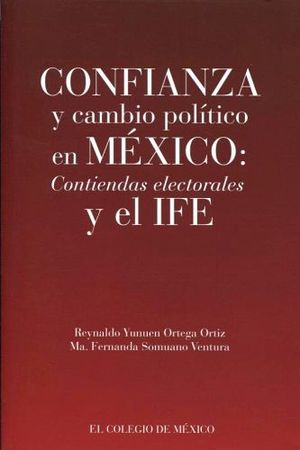 CONFIANZA
y cambio político
en MÉXICO:
Contiendas electorales
y el IFE
Reynaldo Yunuen Ortega Ortiz
Ma. Fernanda Somuano Ventura
EL COLEGIO DE MÉXICO